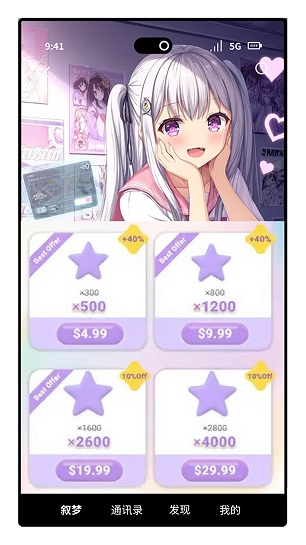 9:41
5G
Best Offer
+40%
×300
×500
$4.99
Best Offer
+40%
×800
×1200
$9.99
Best Offer
10%Off
×1600
×2600
$19.99
10%Off
×2800
×4000
$29.99
叙梦 通讯录 发现 我的